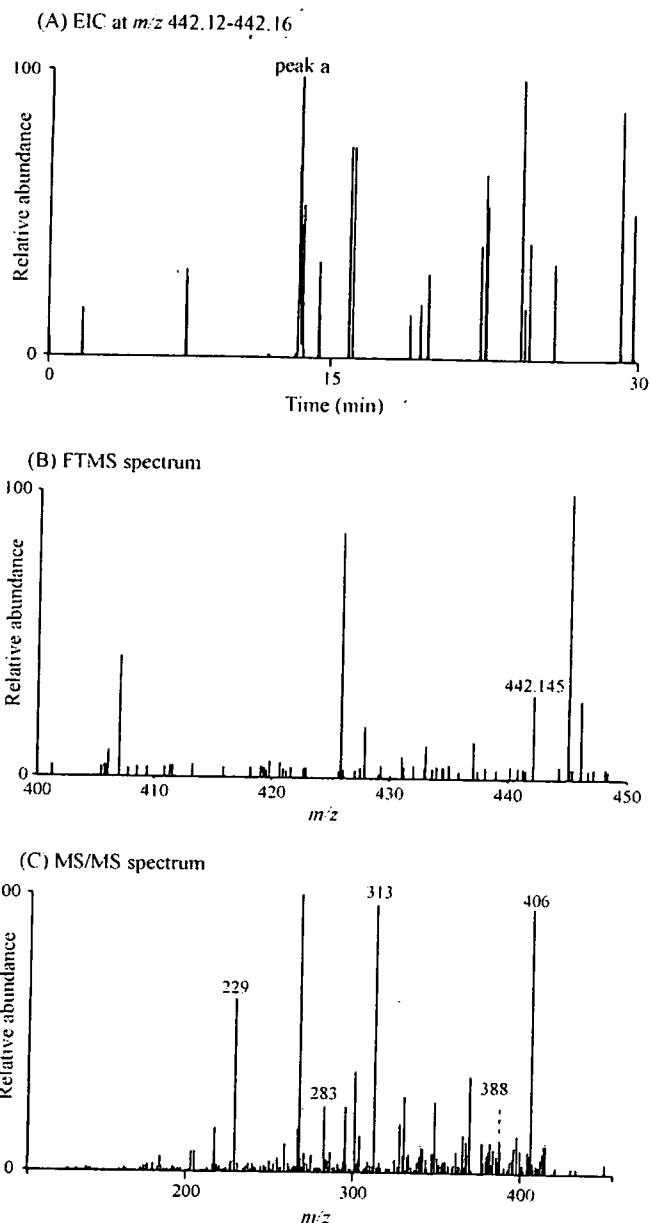 (A) EIC at m/z 442.12-442.16
peak a
100
Relative abundance
0
0
15
30
Time (min)
(B) FTMS spectrum
100
Relative abundance
442.145
0
400
410
420
430
440
450
m/z
(C) MS/MS spectrum
00
313
406
Relative abundance
229
283
388
0
200
300
400
m/z